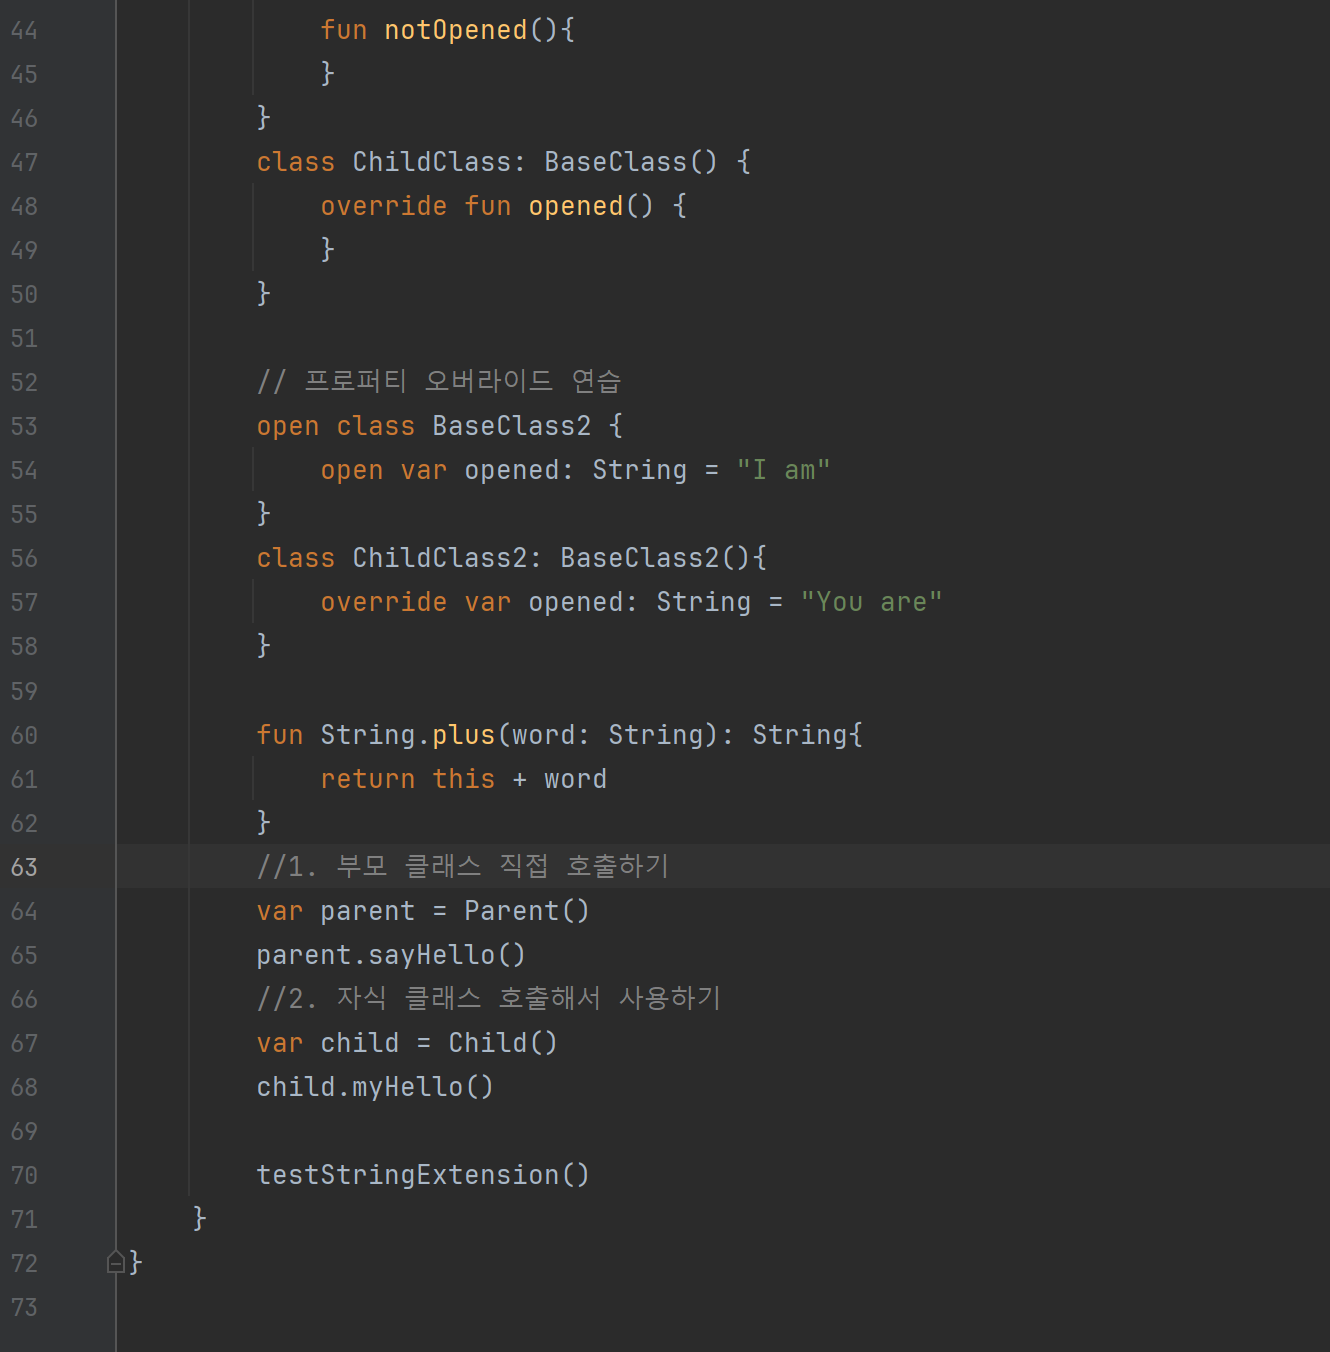 44 fun notOpened(){
45 }
46 }
47 class ChildClass: BaseClass() {
48 override fun opened() {
49 }
50 }
51
52 // 프로퍼티 오버라이드 연습
53 open class BaseClass2 {
54 open var opened: String = "I am"
55 }
56 class ChildClass2: BaseClass2(){
57 override var opened: String = "You are"
58 }
59
60 fun String.plus(word: String): String{
61 return this + word
62 }
63 //1. 부모 클래스 직접 호출하기
64 var parent = Parent()
65 parent.sayHello()
66 //2. 자식 클래스 호출해서 사용하기
67 var child = Child()
68 child.myHello()
69
70 testStringExtension()
71 }
72 }
73